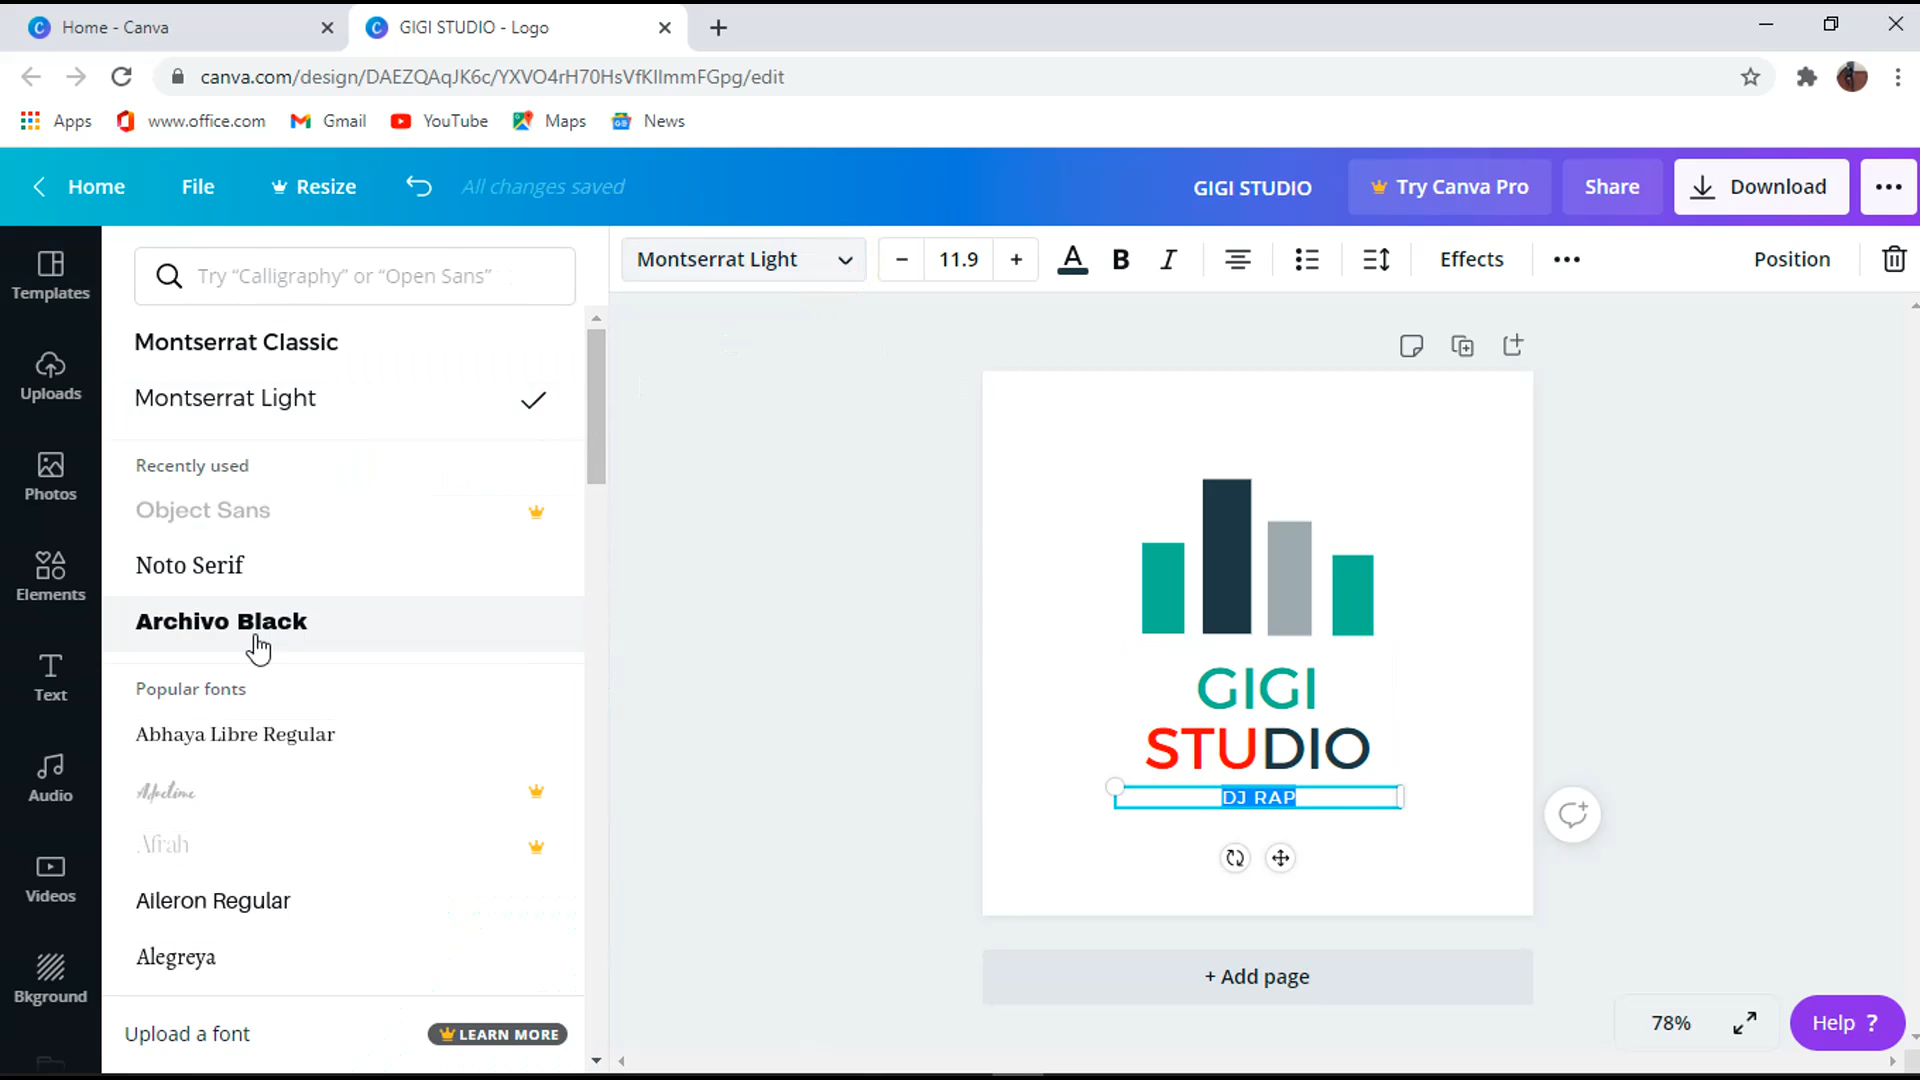 Home - Canva
GIGI STUDIO - Logo
canva.com/design/DAEZQAqJK6c/YXVO4rH70HsVfKIlmmFGpg/edit
Apps
www.office.com
Gmail
YouTube
Maps
News
Home
File
Resize
All changes saved
GIGI STUDIO
Try Canva Pro
Share
Download
Templates
Uploads
Photos
Elements
Text
Audio
Videos
Bkground
Try “Calligraphy” or “Open Sans”
Montserrat Classic
Montserrat Light
Recently used
Object Sans
Noto Serif
Archivo Black
Popular fonts
Abhaya Libre Regular
Advetime
Afrah
Aileron Regular
Alegreya
Upload a font
LEARN MORE
Montserrat Light
11.9
A
B
I
Effects
Position
GIGI
STUDIO
DJ RAP
+ Add page
78%
Help ?